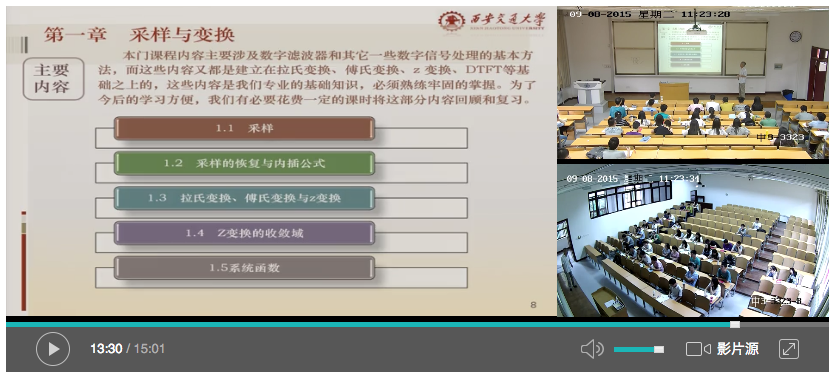 第一章 采样与变换
西安交通大学
主要
内容
本门课程内容主要涉及数字滤波器和其它一些数字信号处理的基本方
法，而这些内容又都是建立在拉氏变换、傅氏变换、z 变换、DTFT等基
础之上的，这些内容是我们专业的基础知识，必须熟练牢固的掌握。为了
今后的学习方便，我们有必要花费一定的课时将这部分内容回顾和复习。
1.1 采样
1.2 采样的恢复与内插公式
1.3 拉氏变换、傅氏变换与z变换
1.4 Z变换的收敛域
1.5系统函数
8
09-08-2015 星期二 11:23:28
中3-3323
09-08-2015 星期二 11:23:34
中3-3323-B
13:30 / 15:01
影片源